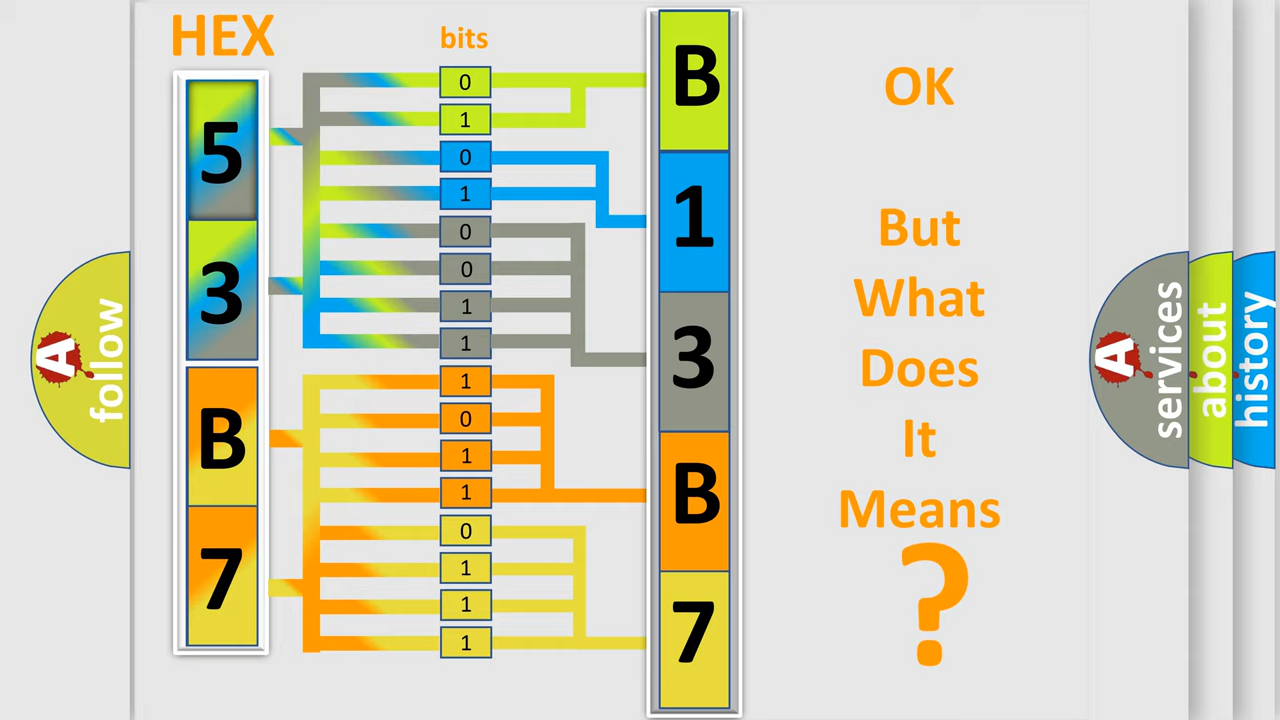 HEX
bits
5
3
B
7
0
1
0
1
0
0
1
1
1
0
1
1
0
1
1
1
B
1
3
B
7
OK
But
What
Does
It
Means
?
A
follow
A
services
about
history